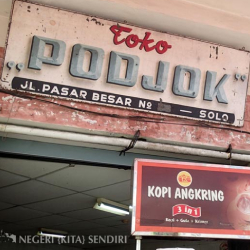 Toko
„PODJOK"
JL. PASAR BESAR No — SOLO
KOPI ANGKRING
3 in 1
NEGERI (KITA) SENDIRI